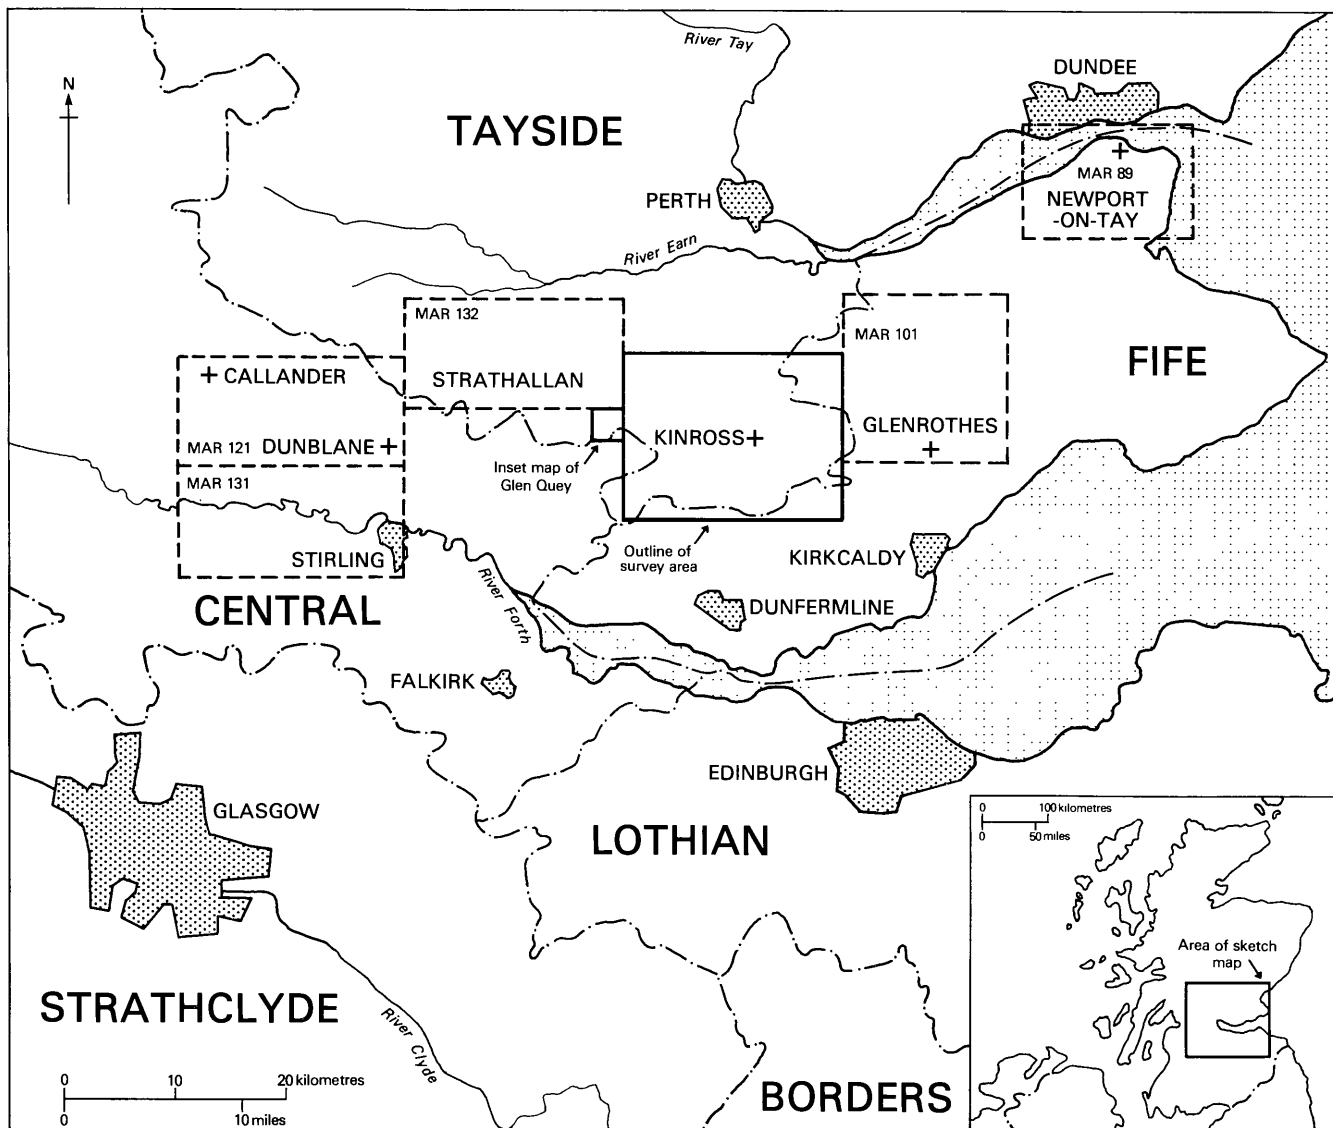 River Tay
DUNDEE
N
TAYSIDE
MAR 89
NEWPORT
-ON-TAY
PERTH
River Earn
MAR 132
STRATHALLAN
MAR 101
FIFE
CALLANDER
MAR 121 DUNBLANE
MAR 131
KINROSS
GLENROTHES
Inset map of
Glen Quey
Outline of
survey area
STIRLING
KIRKCALDY
CENTRAL
River Forth
DUNFERMLINE
FALKIRK
EDINBURGH
GLASGOW
LOTHIAN
0 100 kilometres
0 50 miles
Area of sketch
map
STRATHCLYDE
River Clyde
BORDERS
0 10 20 kilometres
0 10 miles